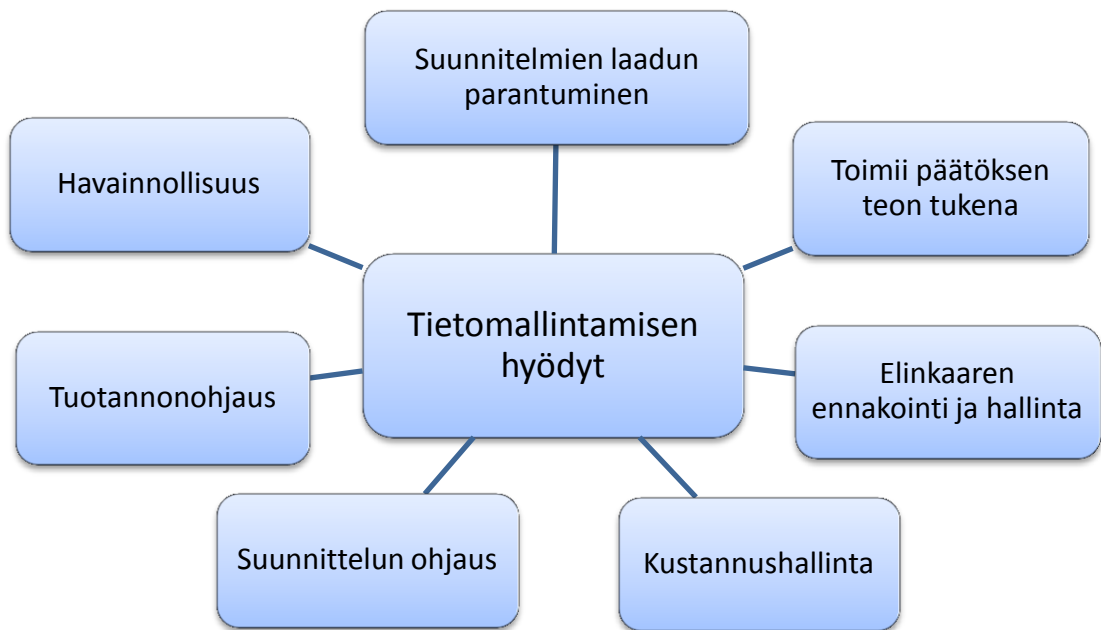 Suunnitelmien laadun
parantuminen
Havainnollisuus
Toimii päätöksen
teon tukena
Tietomallintamisen
hyödyt
Tuotannonohjaus
Elinkaaren
ennakointi ja hallinta
Suunnittelun ohjaus
Kustannushallinta